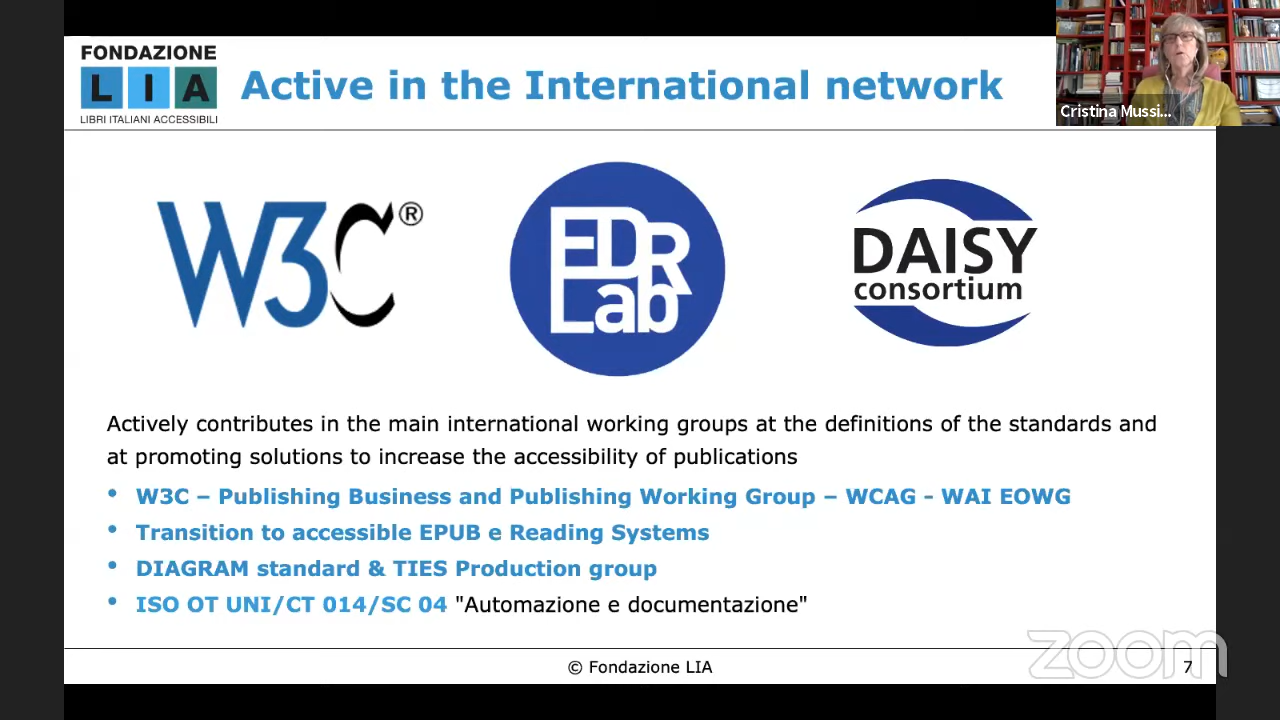 FONDAZIONE
LIA
LIBRI ITALIANI ACCESSIBILI
Active in the International network
Cristina Mussi...
W3C®
EDR
Lab
DAISY
consortium
Actively contributes in the main international working groups at the definitions of the standards and
at promoting solutions to increase the accessibility of publications
• W3C – Publishing Business and Publishing Working Group – WCAG - WAI EOWG
• Transition to accessible EPUB e Reading Systems
• DIAGRAM standard & TIES Production group
• ISO OT UNI/CT 014/SC 04 "Automazione e documentazione"
zoom
© Fondazione LIA
7